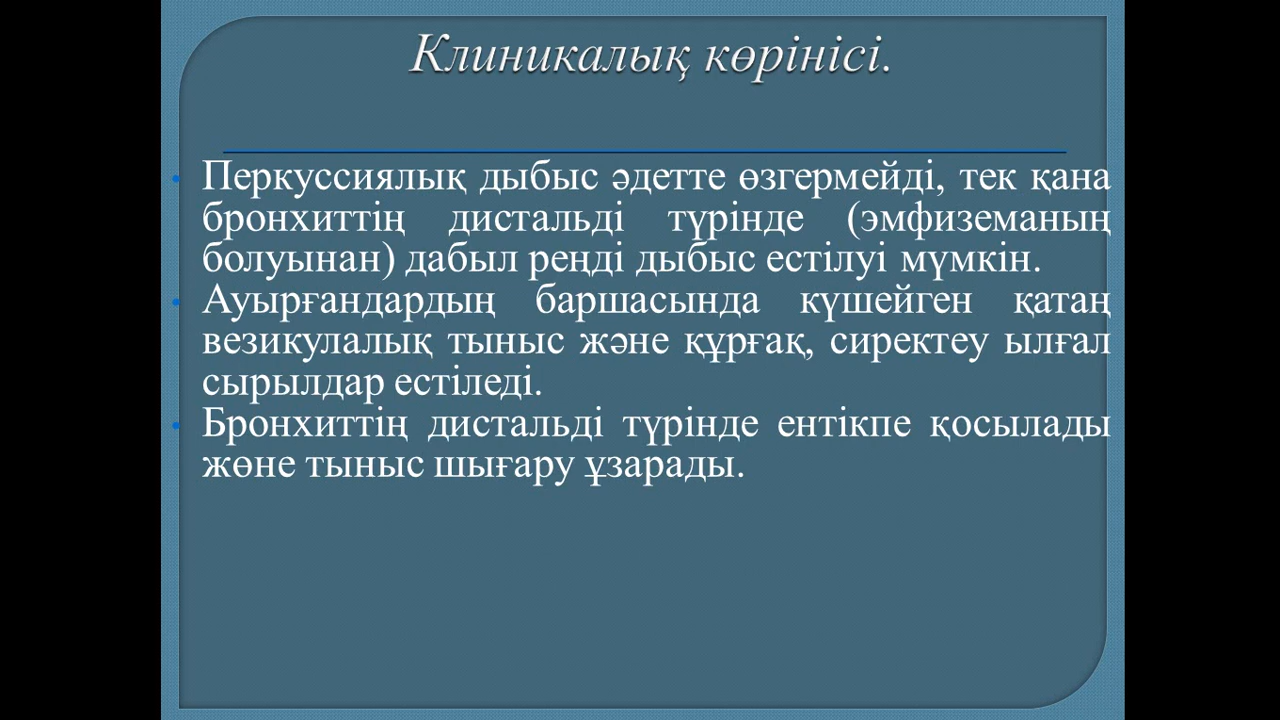 Клиникалық көрінісі.
• Перкуссиялық дыбыс әдетте өзгермейді, тек қана
бронхиттің дистальді түрінде (эмфиземаның
болуынан) дабыл реңді дыбыс естілуі мүмкін.
• Ауырғандардың баршасында күшейген қатаң
везикулалық тыныс және құрғақ, сиректеу ылғал
сырылдар естіледі.
• Бронхиттің дистальді түрінде ентікпе қосылады
жөне тыныс шығару ұзарады.